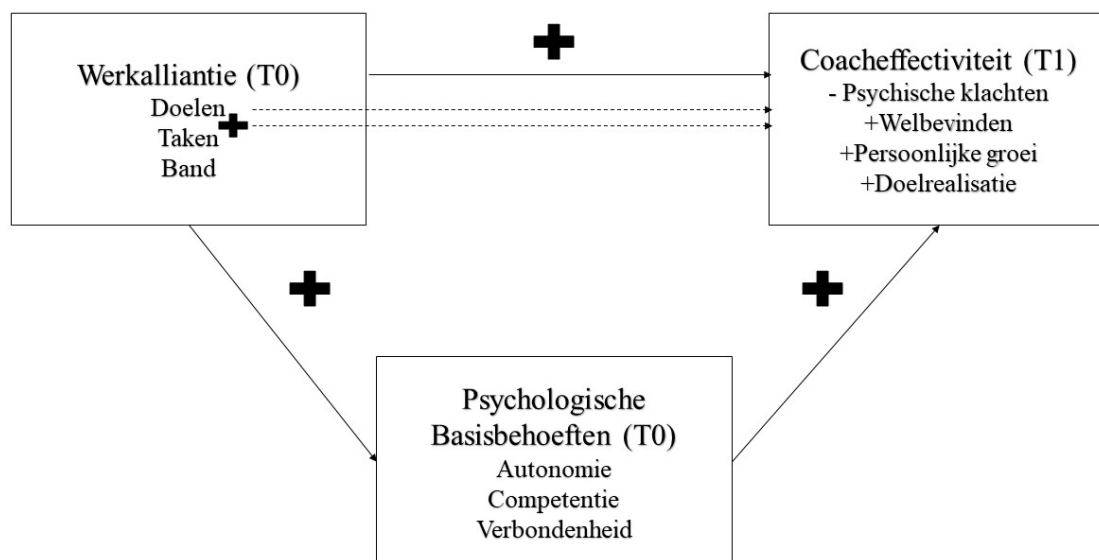 Werkalliantie (T0)
Doelen
Taken
Band
Coacheffectiviteit (T1)
- Psychische klachten
+Welbevinden
+Persoonlijke groei
+Doelrealisatie
Psychologische
Basisbehoeften (T0)
Autonomie
Competentie
Verbondenheid